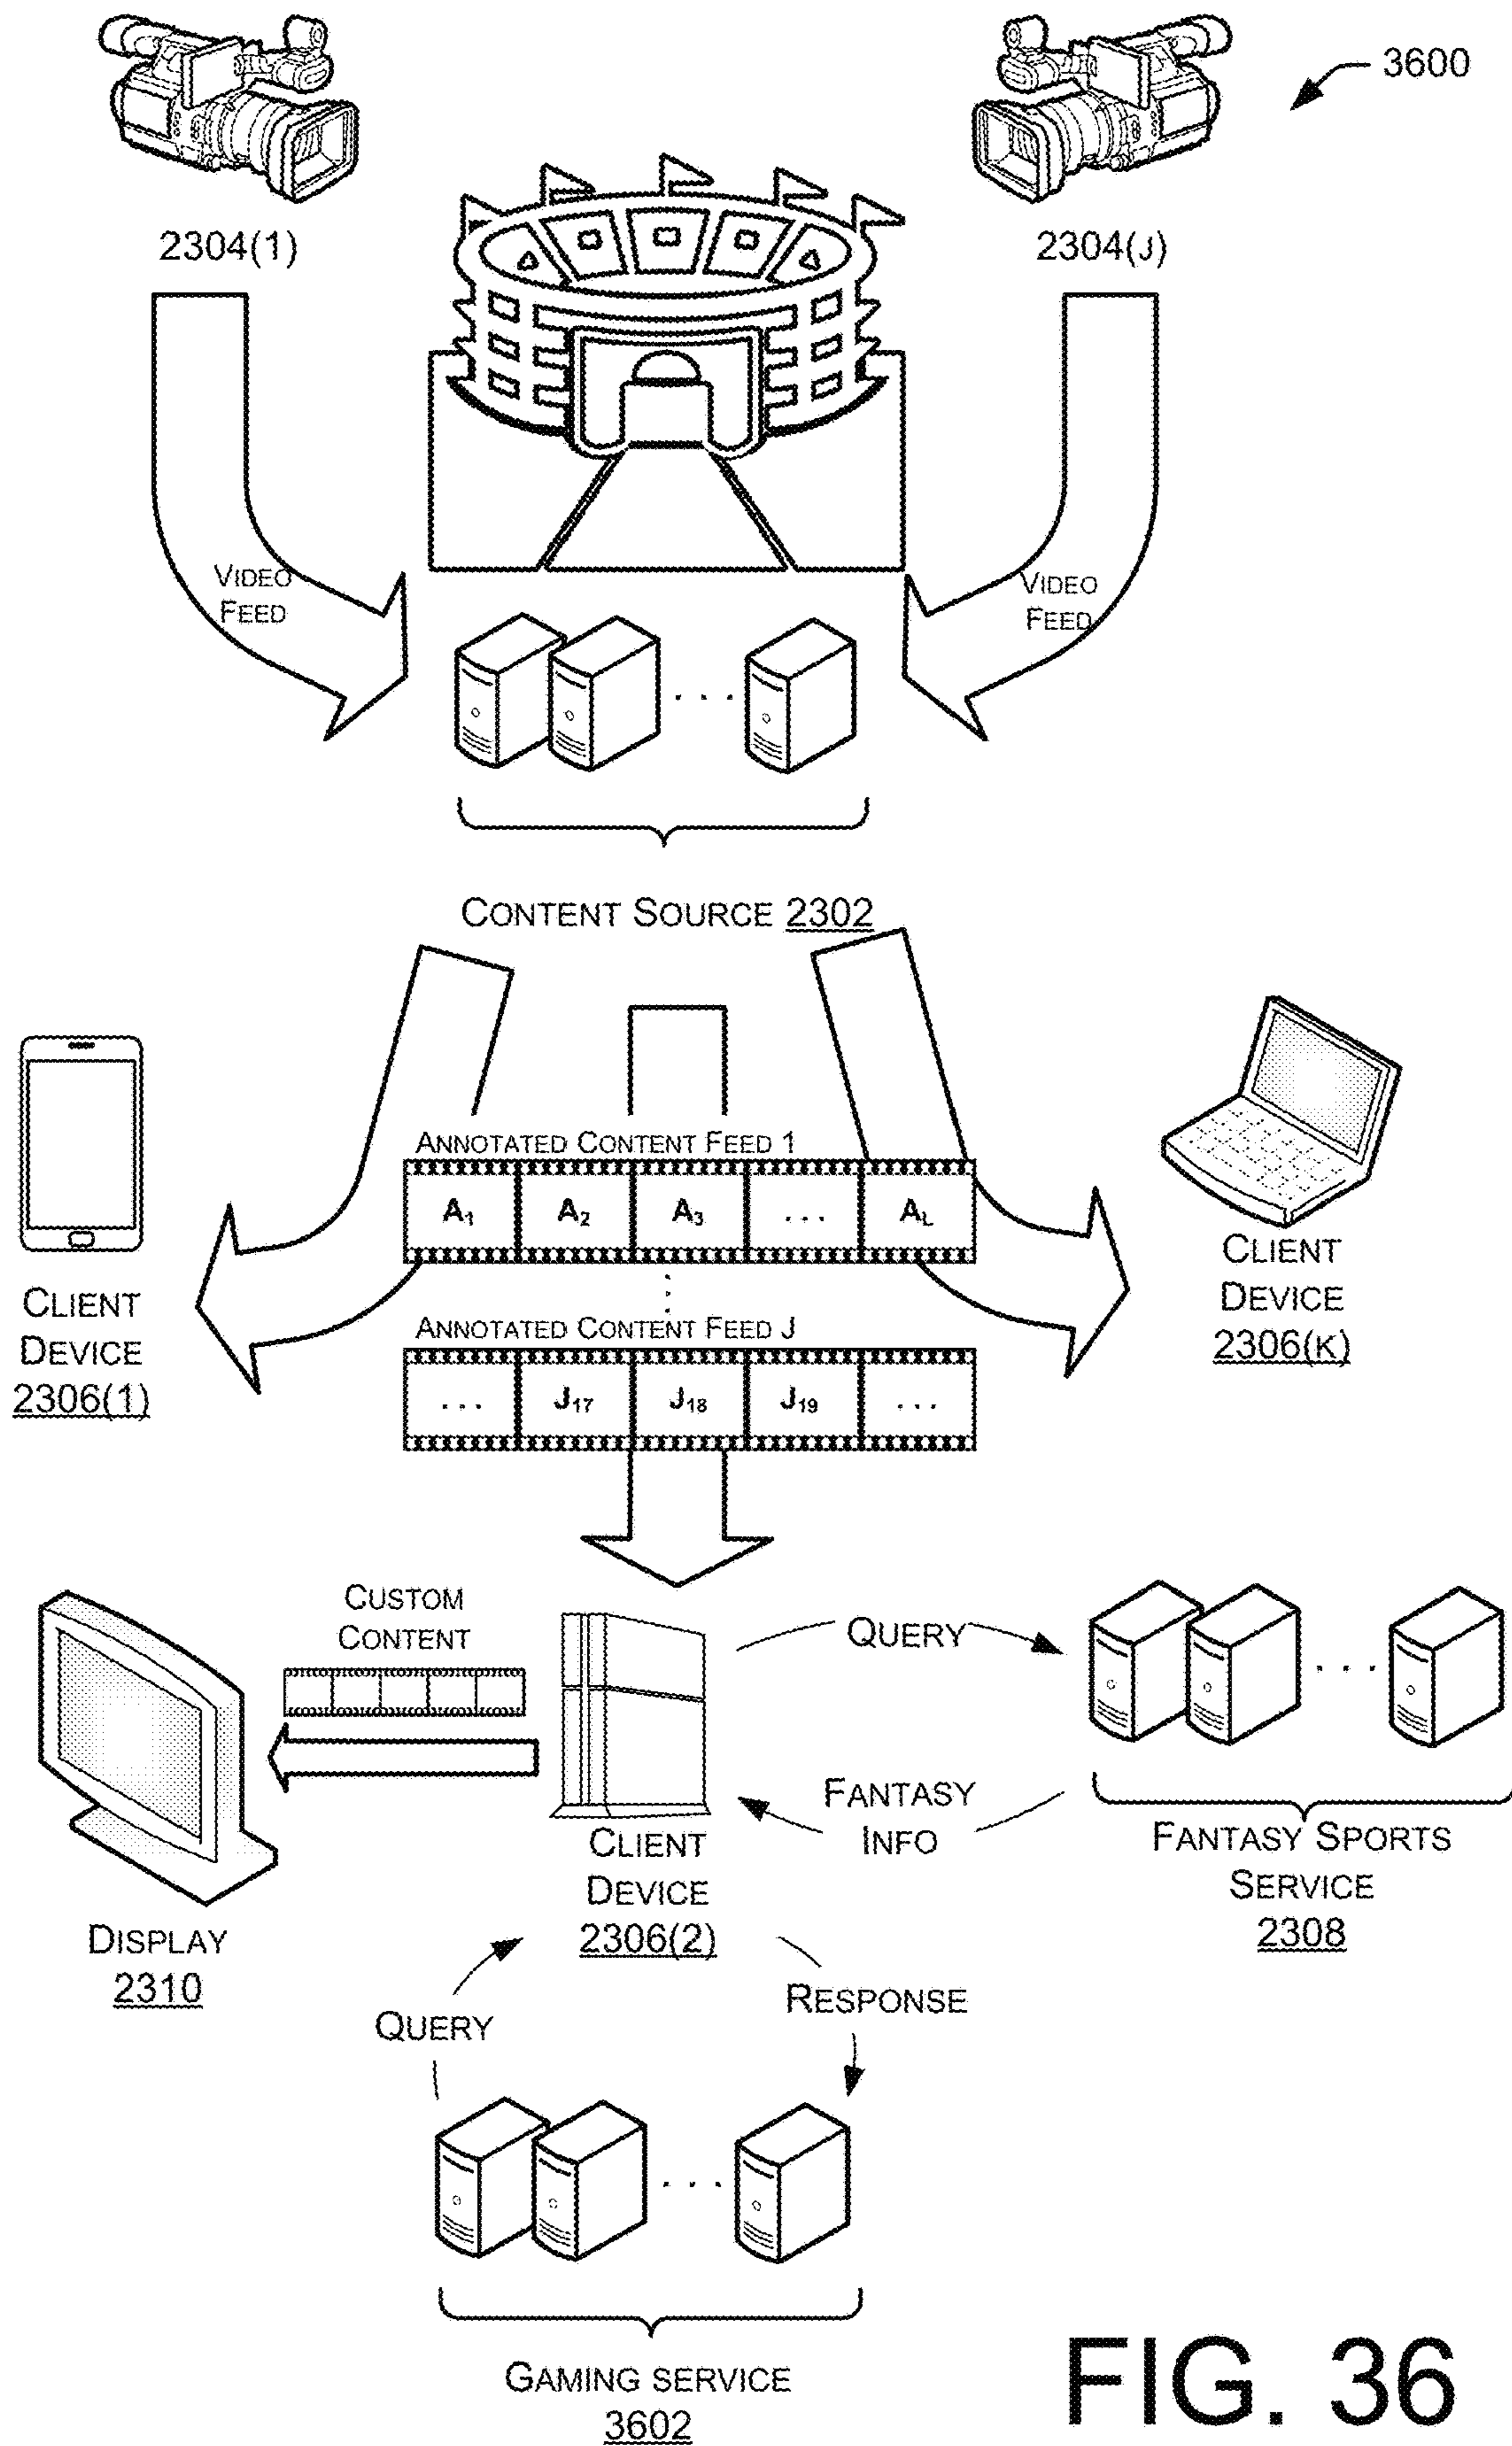 3600
2304(1)
2304(J)
VIDEO
FEED
VIDEO
FEED
. . .
CONTENT SOURCE 2302
ANNOTATED CONTENT FEED 1
A1 A2 A3 . . . AL
ANNOTATED CONTENT FEED J
. . . J17 J18 J19 . . .
CLIENT
DEVICE
2306(1)
CLIENT
DEVICE
2306(K)
CUSTOM
CONTENT
QUERY
. . .
FANTASY
INFO
CLIENT
DEVICE
2306(2)
FANTASY SPORTS
SERVICE
2308
DISPLAY
2310
QUERY
RESPONSE
. . .
GAMING SERVICE
3602
FIG. 36